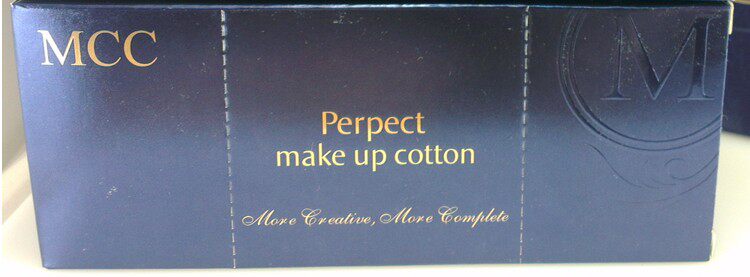 MCC
M
Perpect
make up cotton
More Creative, More Complete